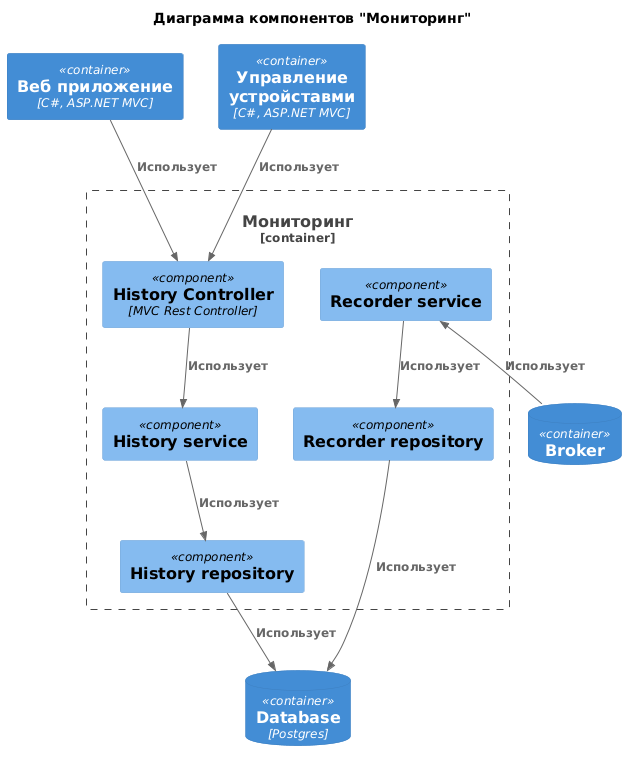 Диаграмма компонентов "Мониторинг"
«container»
Веб приложение
[C#, ASP.NET MVC]
«container»
Управление
устройставми
[C#, ASP.NET MVC]
Использует
Использует
Мониторинг
[container]
«component»
History Controller
[MVC Rest Controller]
«component»
Recorder service
Использует
Использует
Использует
«component»
History service
«component»
Recorder repository
«container»
Broker
Использует
«component»
History repository
Использует
Использует
«container»
Database
[Postgres]